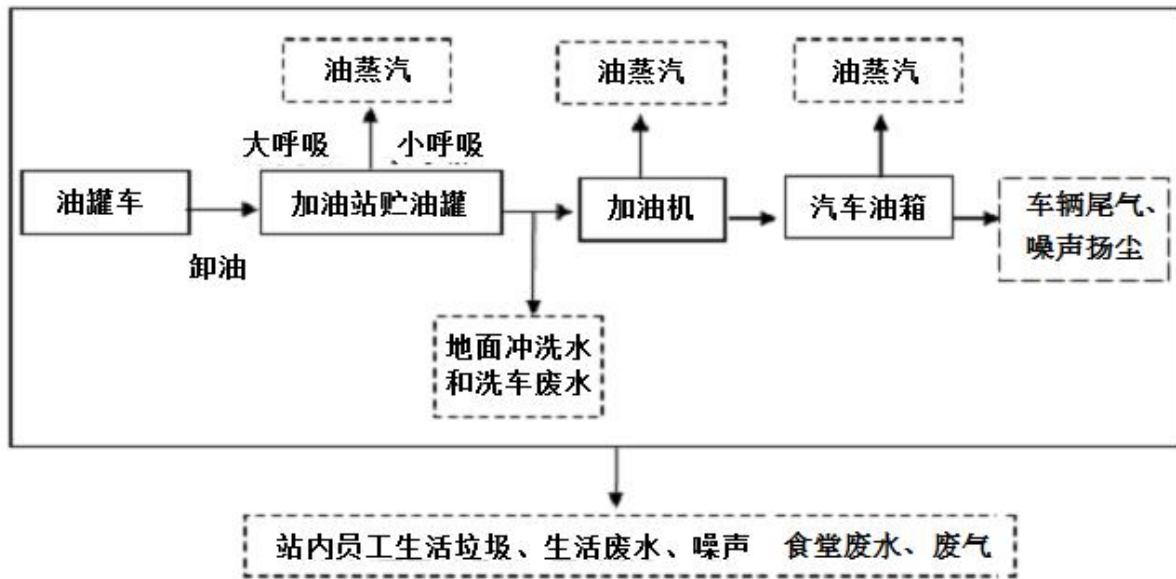 油蒸汽
油蒸汽
油蒸汽
大呼吸
小呼吸
油罐车
加油站贮油罐
加油机
汽车油箱
车辆尾气、
噪声扬尘
卸油
地面冲洗水
和洗车废水
站内员工生活垃圾、生活废水、噪声 食堂废水、废气